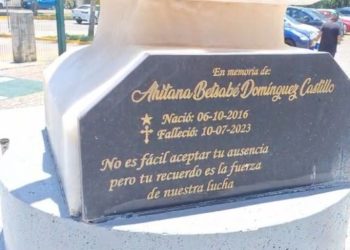 En memoria de:
Ahitana Betsabé Domínguez Castillo
Nació: 06-10-2016
Falleció: 10-07-2023
No es fácil aceptar tu ausencia
pero tu recuerdo es la fuerza
de nuestra lucha